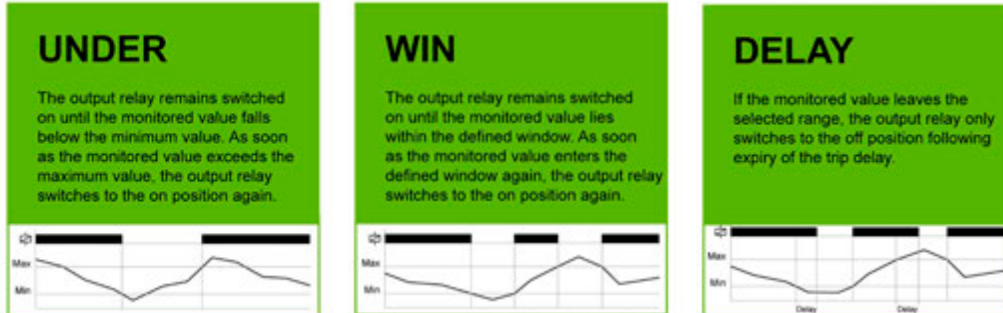 UNDER
The output relay remains switched
on until the monitored value falls
below the minimum value. As soon
as the monitored value exceeds the
maximum value, the output relay
switches to the on position again.
Max
Min
WIN
The output relay remains switched
on until the monitored value lies
within the defined window. As soon
as the monitored value enters the
defined window again, the output relay
switches to the on position again.
Max
Min
DELAY
If the monitored value leaves the
selected range, the output relay only
switches to the off position following
expiry of the trip delay.
Max
Min
Delay
Delay